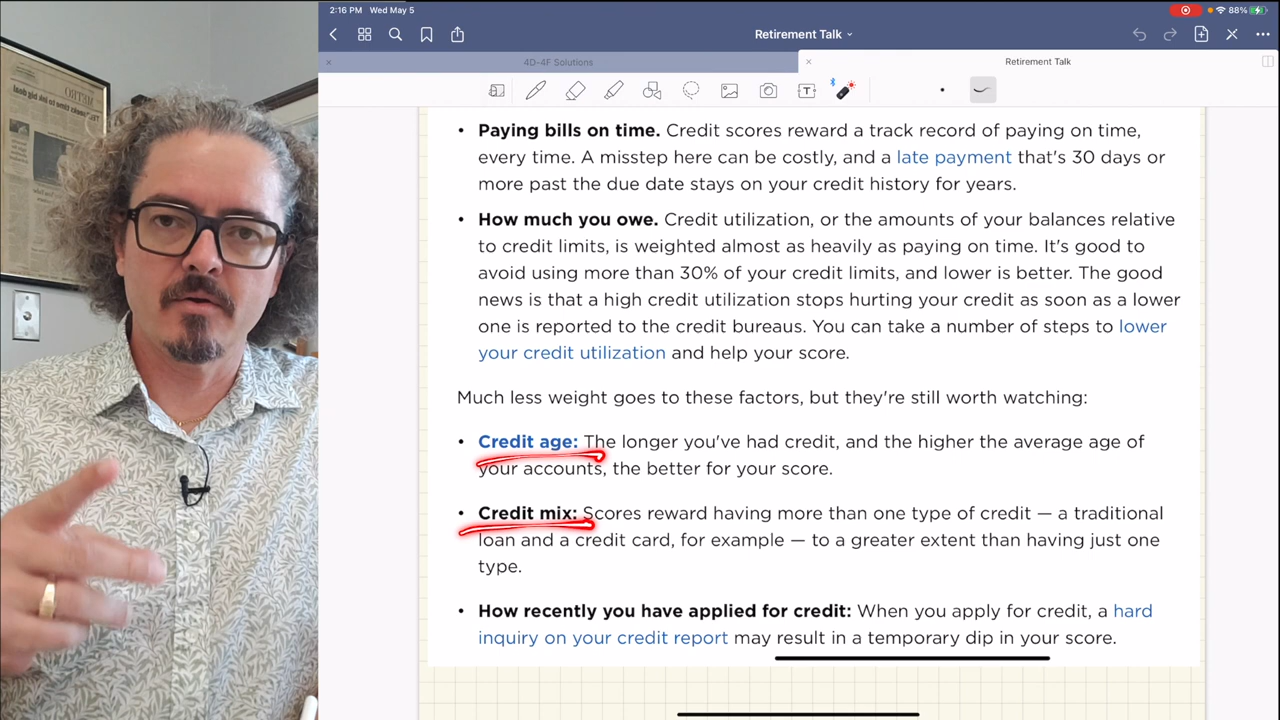 2:16 PM Wed May 5
88%
Retirement Talk
4D-4F Solutions
Retirement Talk
T
METRO
• Paying bills on time. Credit scores reward a track record of paying on time,
every time. A misstep here can be costly, and a late payment that's 30 days or
more past the due date stays on your credit history for years.
• How much you owe. Credit utilization, or the amounts of your balances relative
to credit limits, is weighted almost as heavily as paying on time. It's good to
avoid using more than 30% of your credit limits, and lower is better. The good
news is that a high credit utilization stops hurting your credit as soon as a lower
one is reported to the credit bureaus. You can take a number of steps to lower
your credit utilization and help your score.
Much less weight goes to these factors, but they're still worth watching:
• Credit age: The longer you've had credit, and the higher the average age of
your accounts, the better for your score.
• Credit mix: Scores reward having more than one type of credit — a traditional
loan and a credit card, for example — to a greater extent than having just one
type.
• How recently you have applied for credit: When you apply for credit, a hard
inquiry on your credit report may result in a temporary dip in your score.